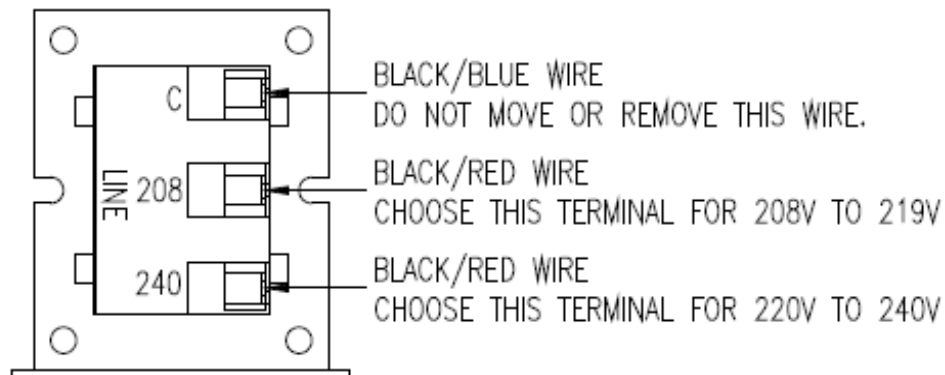 C
BLACK/BLUE WIRE
DO NOT MOVE OR REMOVE THIS WIRE.
LINE
208
BLACK/RED WIRE
CHOOSE THIS TERMINAL FOR 208V TO 219V
240
BLACK/RED WIRE
CHOOSE THIS TERMINAL FOR 220V TO 240V